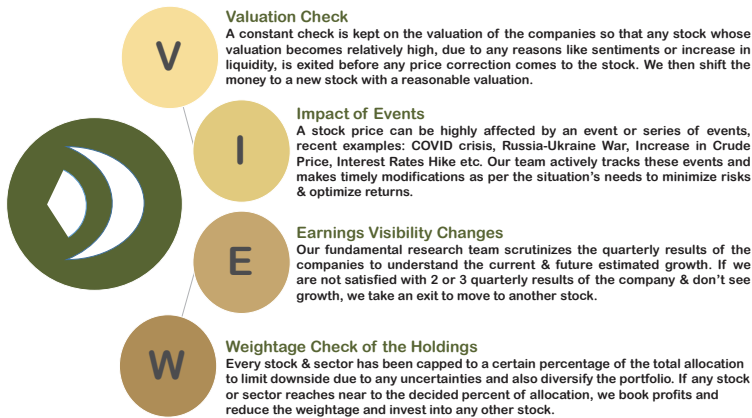 V
Valuation Check
A constant check is kept on the valuation of the companies so that any stock whose
valuation becomes relatively high, due to any reasons like sentiments or increase in
liquidity, is exited before any price correction comes to the stock. We then shift the
money to a new stock with a reasonable valuation.
I
Impact of Events
A stock price can be highly affected by an event or series of events,
recent examples: COVID crisis, Russia-Ukraine War, Increase in Crude
Price, Interest Rates Hike etc. Our team actively tracks these events and
makes timely modifications as per the situation's needs to minimize risks
& optimize returns.
E
Earnings Visibility Changes
Our fundamental research team scrutinizes the quarterly results of the
companies to understand the current & future estimated growth. If we
are not satisfied with 2 or 3 quarterly results of the company & don't see
growth, we take an exit to move to another stock.
W
Weightage Check of the Holdings
Every stock & sector has been capped to a certain percentage of the total allocation
to limit downside due to any uncertainties and also diversify the portfolio. If any stock
or sector reaches near to the decided percent of allocation, we book profits and
reduce the weightage and invest into any other stock.